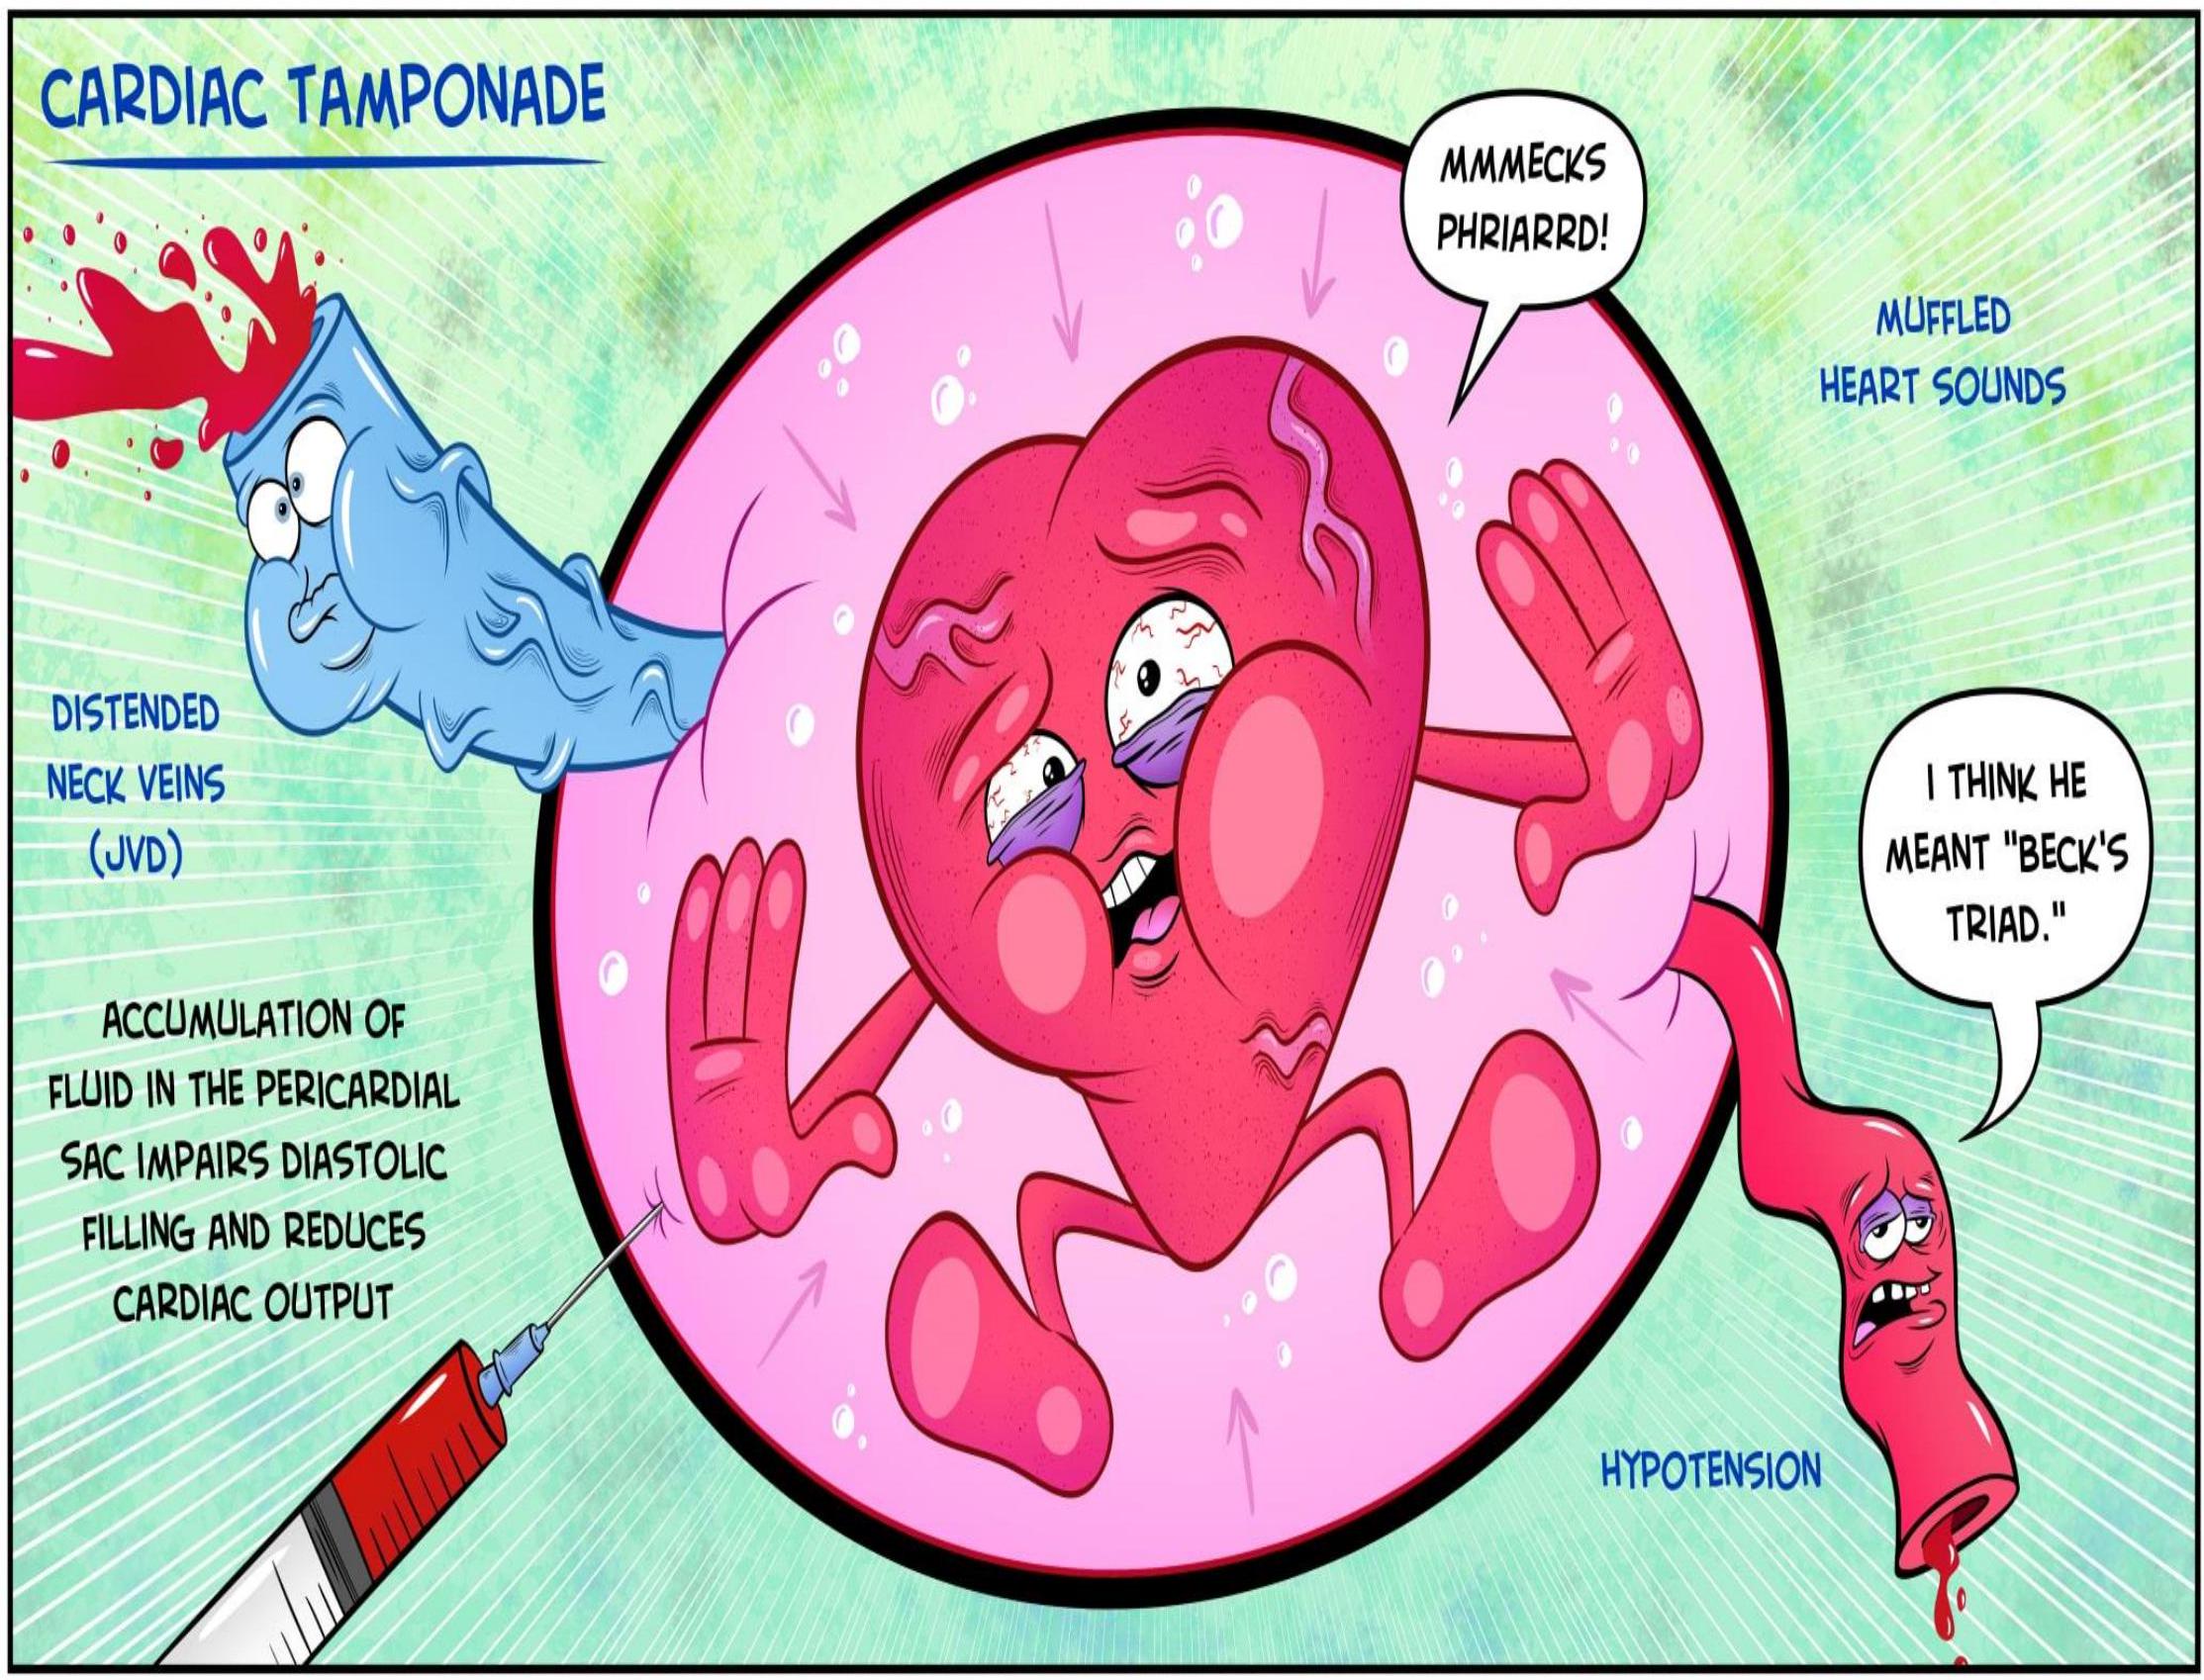 CARDIAC TAMPONADE
MMMECKS
PHRIARRD!
MUFFLED
HEART SOUNDS
DISTENDED
NECK VEINS
(JVD)
I THINK HE
MEANT "BECK'S
TRIAD."
ACCUMULATION OF
FLUID IN THE PERICARDIAL
SAC IMPAIRS DIASTOLIC
FILLING AND REDUCES
CARDIAC OUTPUT
HYPOTENSION